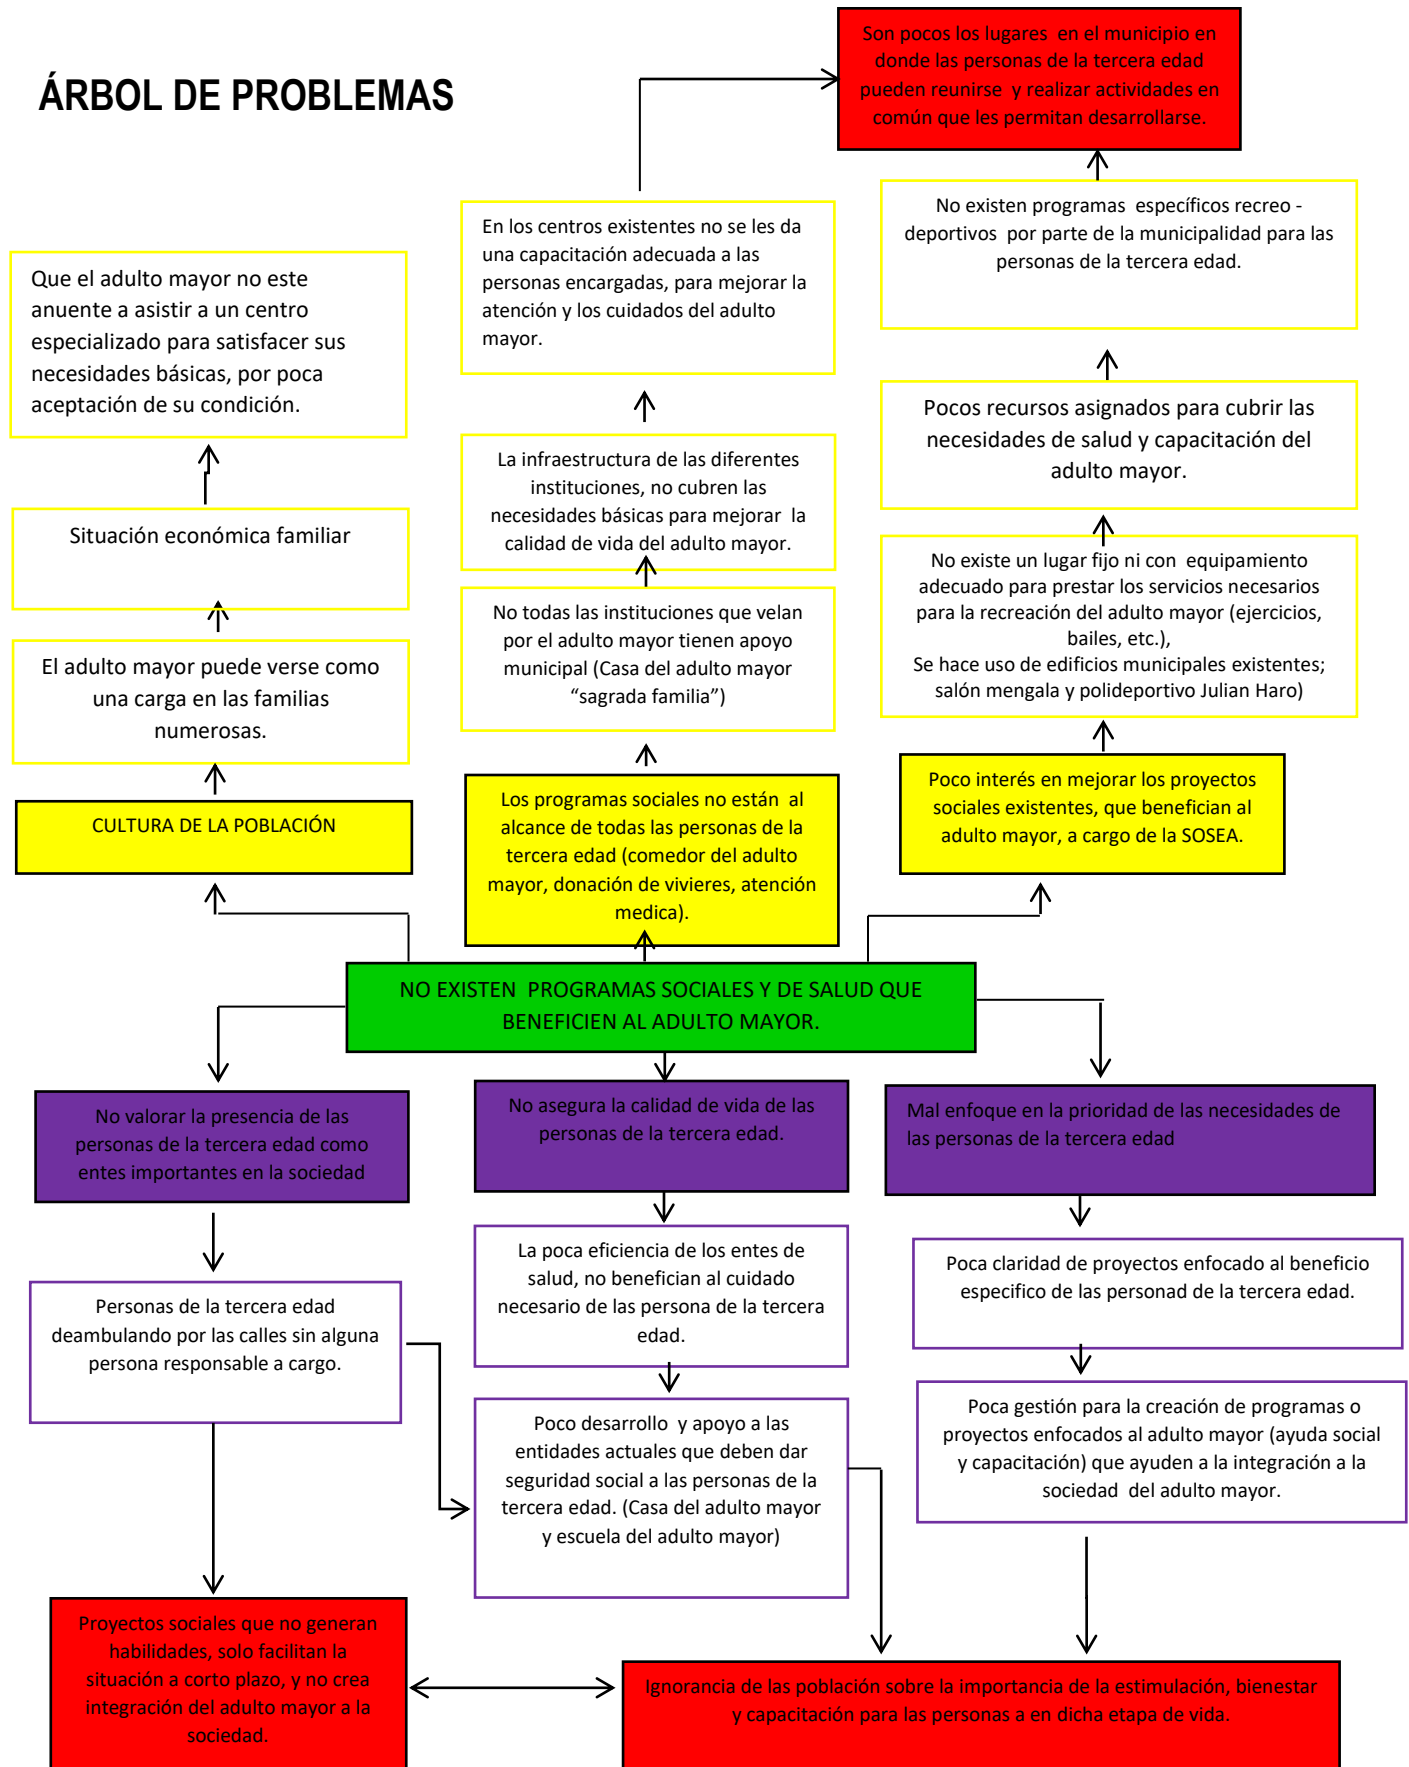 ÁRBOL DE PROBLEMAS
Son pocos los lugares en el municipio en
donde las personas de la tercera edad
pueden reunirse y realizar actividades en
común que les permitan desarrollarse.
Que el adulto mayor no este
anuente a asistir a un centro
especializado para satisfacer sus
necesidades básicas, por poca
aceptación de su condición.
En los centros existentes no se les da
una capacitación adecuada a las
personas encargadas, para mejorar la
atención y los cuidados del adulto
mayor.
No existen programas específicos recreo -
deportivos por parte de la municipalidad para las
personas de la tercera edad.
Situación económica familiar
La infraestructura de las diferentes
instituciones, no cubren las
necesidades básicas para mejorar la
calidad de vida del adulto mayor.
Pocos recursos asignados para cubrir las
necesidades de salud y capacitación del
adulto mayor.
El adulto mayor puede verse como
una carga en las familias
numerosas.
No todas las instituciones que velan
por el adulto mayor tienen apoyo
municipal (Casa del adulto mayor
“sagrada familia”)
No existe un lugar fijo ni con equipamiento
adecuado para prestar los servicios necesarios
para la recreación del adulto mayor (ejercicios,
bailes, etc.),
Se hace uso de edificios municipales existentes;
salón mengala y polideportivo Julian Haro)
CULTURA DE LA POBLACIÓN
Los programas sociales no están al
alcance de todas las personas de la
tercera edad (comedor del adulto
mayor, donación de vivieres, atención
medica).
Poco interés en mejorar los proyectos
sociales existentes, que benefician al
adulto mayor, a cargo de la SOSEA.
NO EXISTEN PROGRAMAS SOCIALES Y DE SALUD QUE
BENEFICIEN AL ADULTO MAYOR.
No valorar la presencia de las
personas de la tercera edad como
entes importantes en la sociedad
No asegura la calidad de vida de las
personas de la tercera edad.
Mal enfoque en la prioridad de las necesidades de
las personas de la tercera edad
Personas de la tercera edad
deambulando por las calles sin alguna
persona responsable a cargo.
La poca eficiencia de los entes de
salud, no benefician al cuidado
necesario de las persona de la tercera
edad.
Poca claridad de proyectos enfocado al beneficio
especifico de las personad de la tercera edad.
Poco desarrollo y apoyo a las
entidades actuales que deben dar
seguridad social a las personas de la
tercera edad. (Casa del adulto mayor
y escuela del adulto mayor)
Poca gestión para la creación de programas o
proyectos enfocados al adulto mayor (ayuda social
y capacitación) que ayuden a la integración a la
sociedad del adulto mayor.
Proyectos sociales que no generan
habilidades, solo facilitan la
situación a corto plazo, y no crea
integración del adulto mayor a la
sociedad.
Ignorancia de las población sobre la importancia de la estimulación, bienestar
y capacitación para las personas a en dicha etapa de vida.